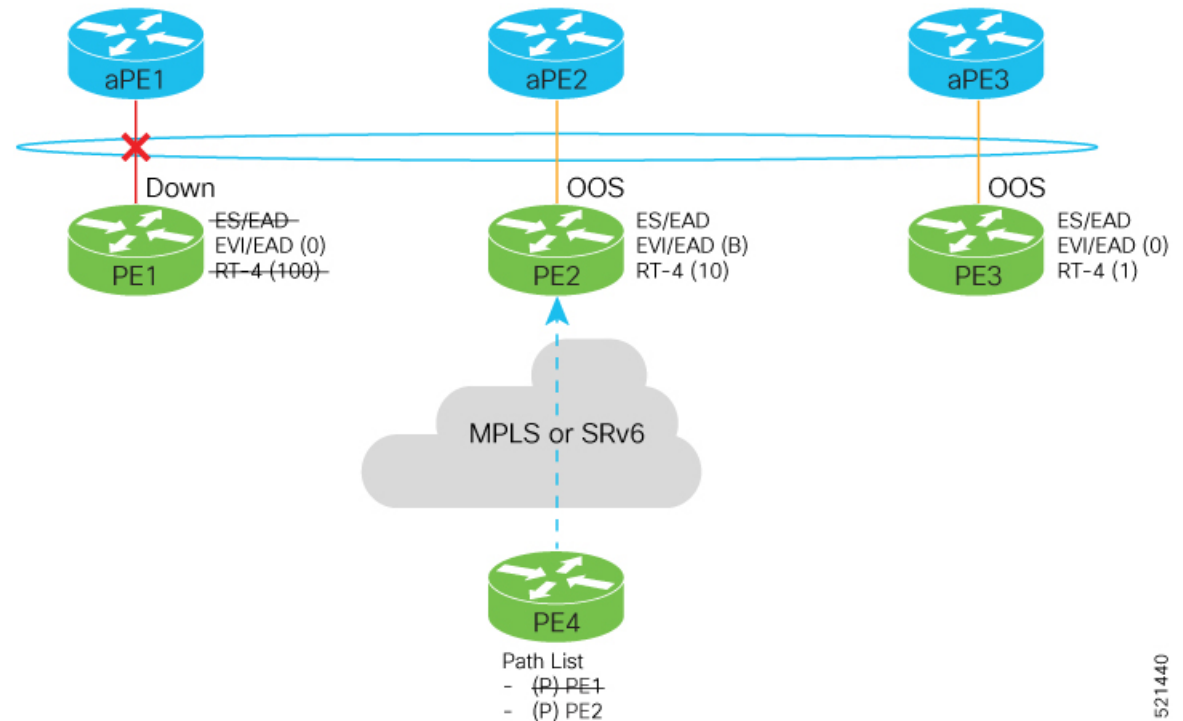 aPE1
aPE2
aPE3
Down
OOS
OOS
PE1
ES/EAD
EVI/EAD (0)
RT-4 (100)
PE2
ES/EAD
EVI/EAD (B)
RT-4 (10)
PE3
ES/EAD
EVI/EAD (0)
RT-4 (1)
MPLS or SRv6
PE4
Path List
- (P) PE1
- (P) PE2
521440